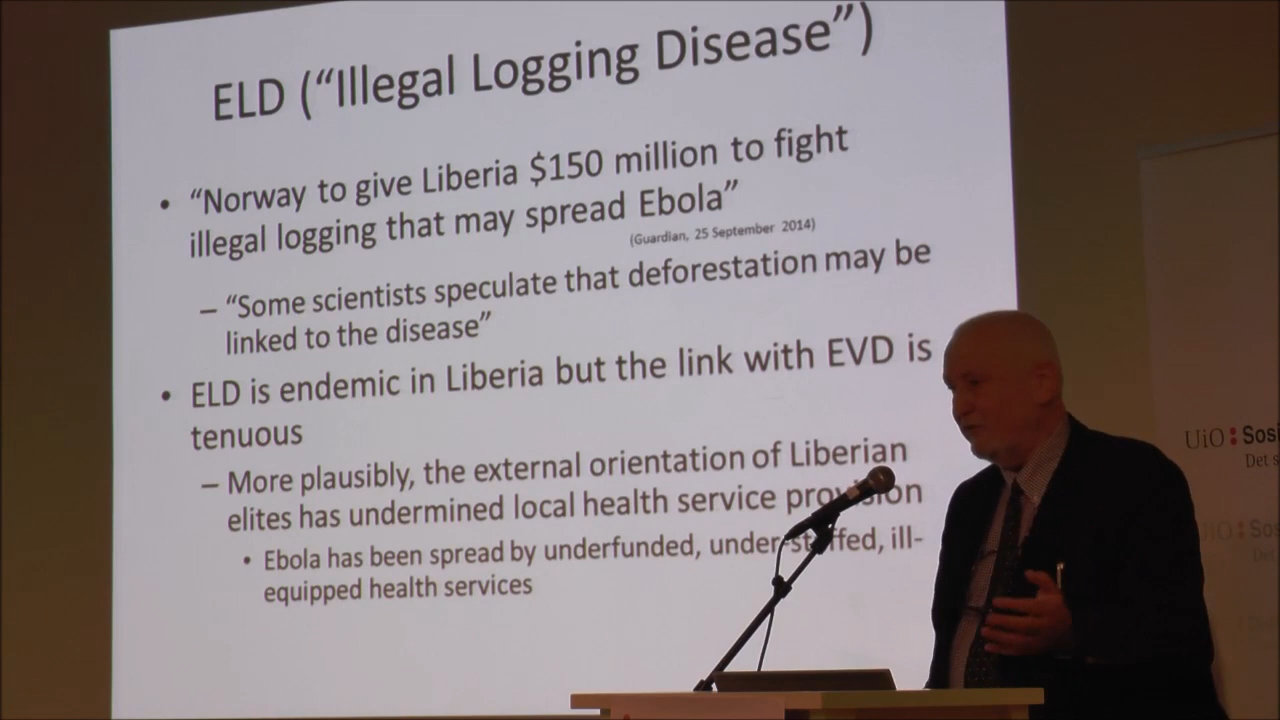 ELD (“Illegal Logging Disease”)
• “Norway to give Liberia $150 million to fight
illegal logging that may spread Ebola”
(Guardian, 25 September 2014)
– “Some scientists speculate that deforestation may be
linked to the disease”
• ELD is endemic in Liberia but the link with EVD is
tenuous
– More plausibly, the external orientation of Liberian
elites has undermined local health service provision
• Ebola has been spread by underfunded, under-staffed, ill-
equipped health services
UiO : Sosi
Det s
UiO : So